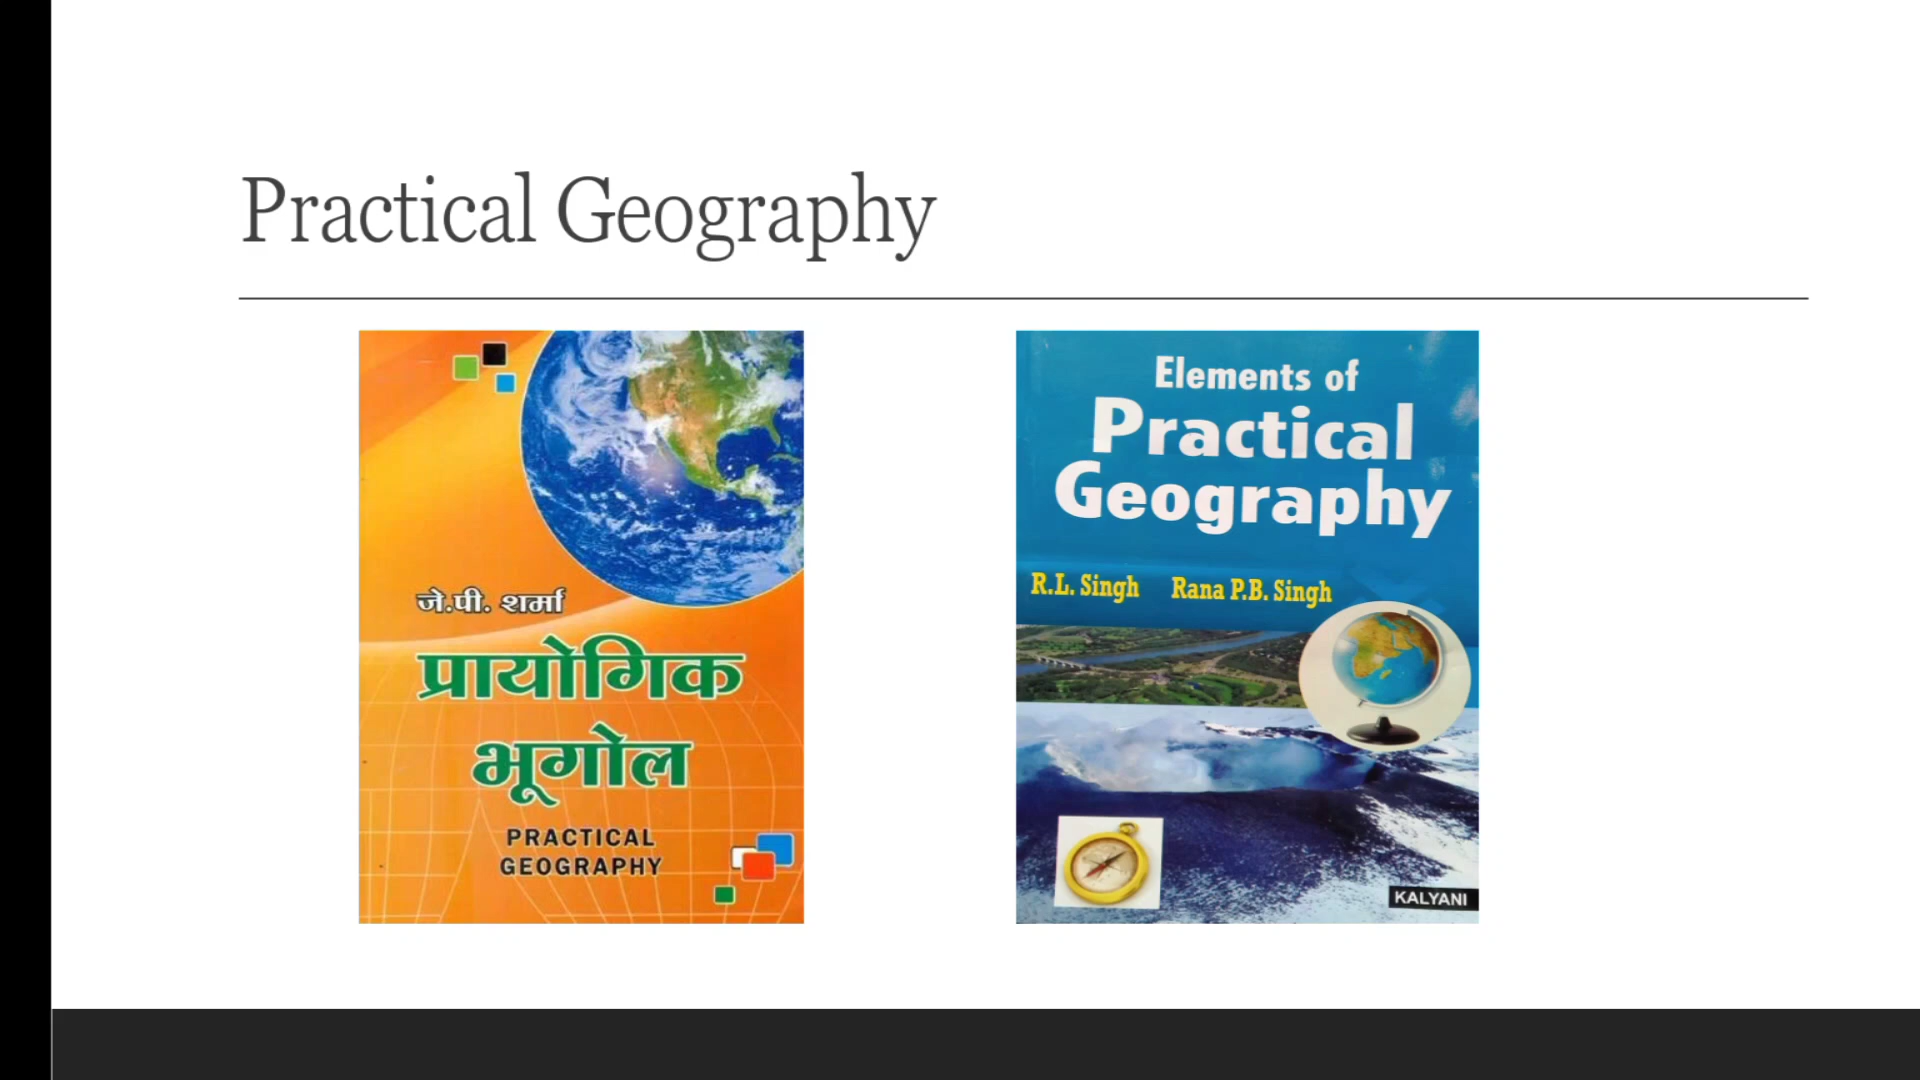 Practical Geography
जे.पी. शर्मा
प्रायोगिक
भूगोल
PRACTICAL
GEOGRAPHY
Elements of
Practical
Geography
R.L. Singh Rana P.B. Singh
KALYANI